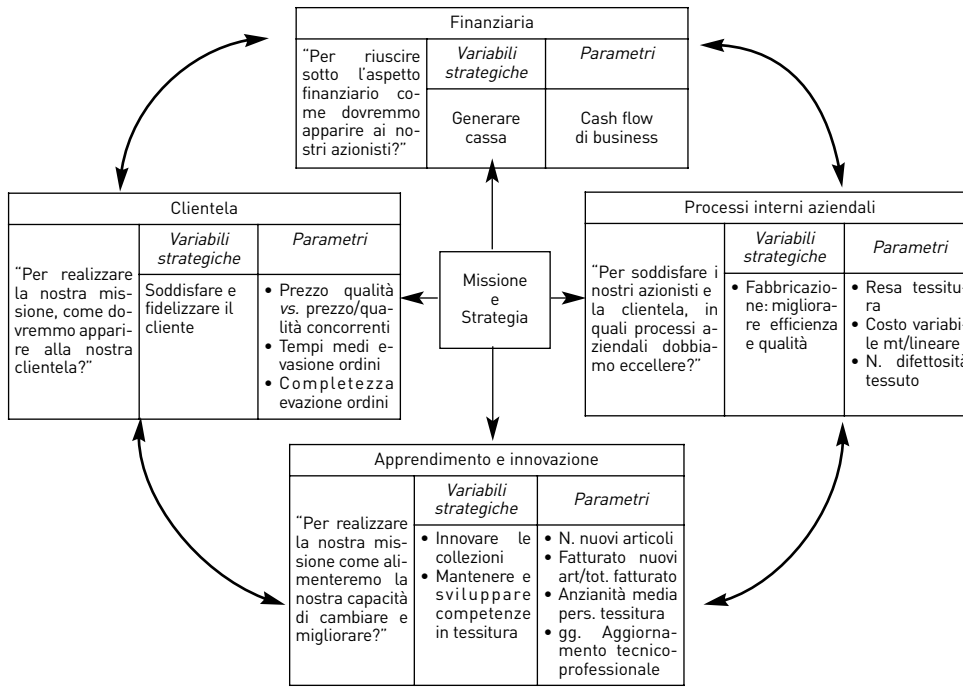 Finanziaria
"Per riuscire
sotto l'aspetto
finanziario co-
me dovremmo
apparire ai no-
stri azionisti?"
Variabili
strategiche
Parametri
Generare
cassa
Cash flow
di business
Clientela
"Per realizzare
la nostra mis-
sione, come do-
vremmo appari-
re alla nostra
clientela?"
Variabili
strategiche
Parametri
Soddisfare e
fidelizzare il
cliente
• Prezzo qualità
vs. prezzo/qua-
lità concorrenti
• Tempi medi e-
vasione ordini
• Completezza
evazione ordini
Missione
e
Strategia
Processi interni aziendali
"Per soddisfare i
nostri azionisti e
la clientela, in
quali processi a-
ziendali dobbia-
mo eccellere?"
Variabili
strategiche
Parametri
• Fabbricazio-
ne: migliora-
re efficienza
e qualità
• Resa tessitu-
ra
• Costo variabi-
le mt/lineare
• N. difettosità
tessuto
Apprendimento e innovazione
"Per realizzare
la nostra mis-
sione come ali-
menteremo la
nostra capacità
di cambiare e
migliorare?"
Variabili
strategiche
Parametri
• Innovare le
collezioni
• Mantenere e
sviluppare
competenze
in tessitura
• N. nuovi articoli
• Fatturato nuovi
art/tot. fatturato
• Anzianità media
pers. tessitura
• gg. Aggiorna-
mento tecnico-
professionale